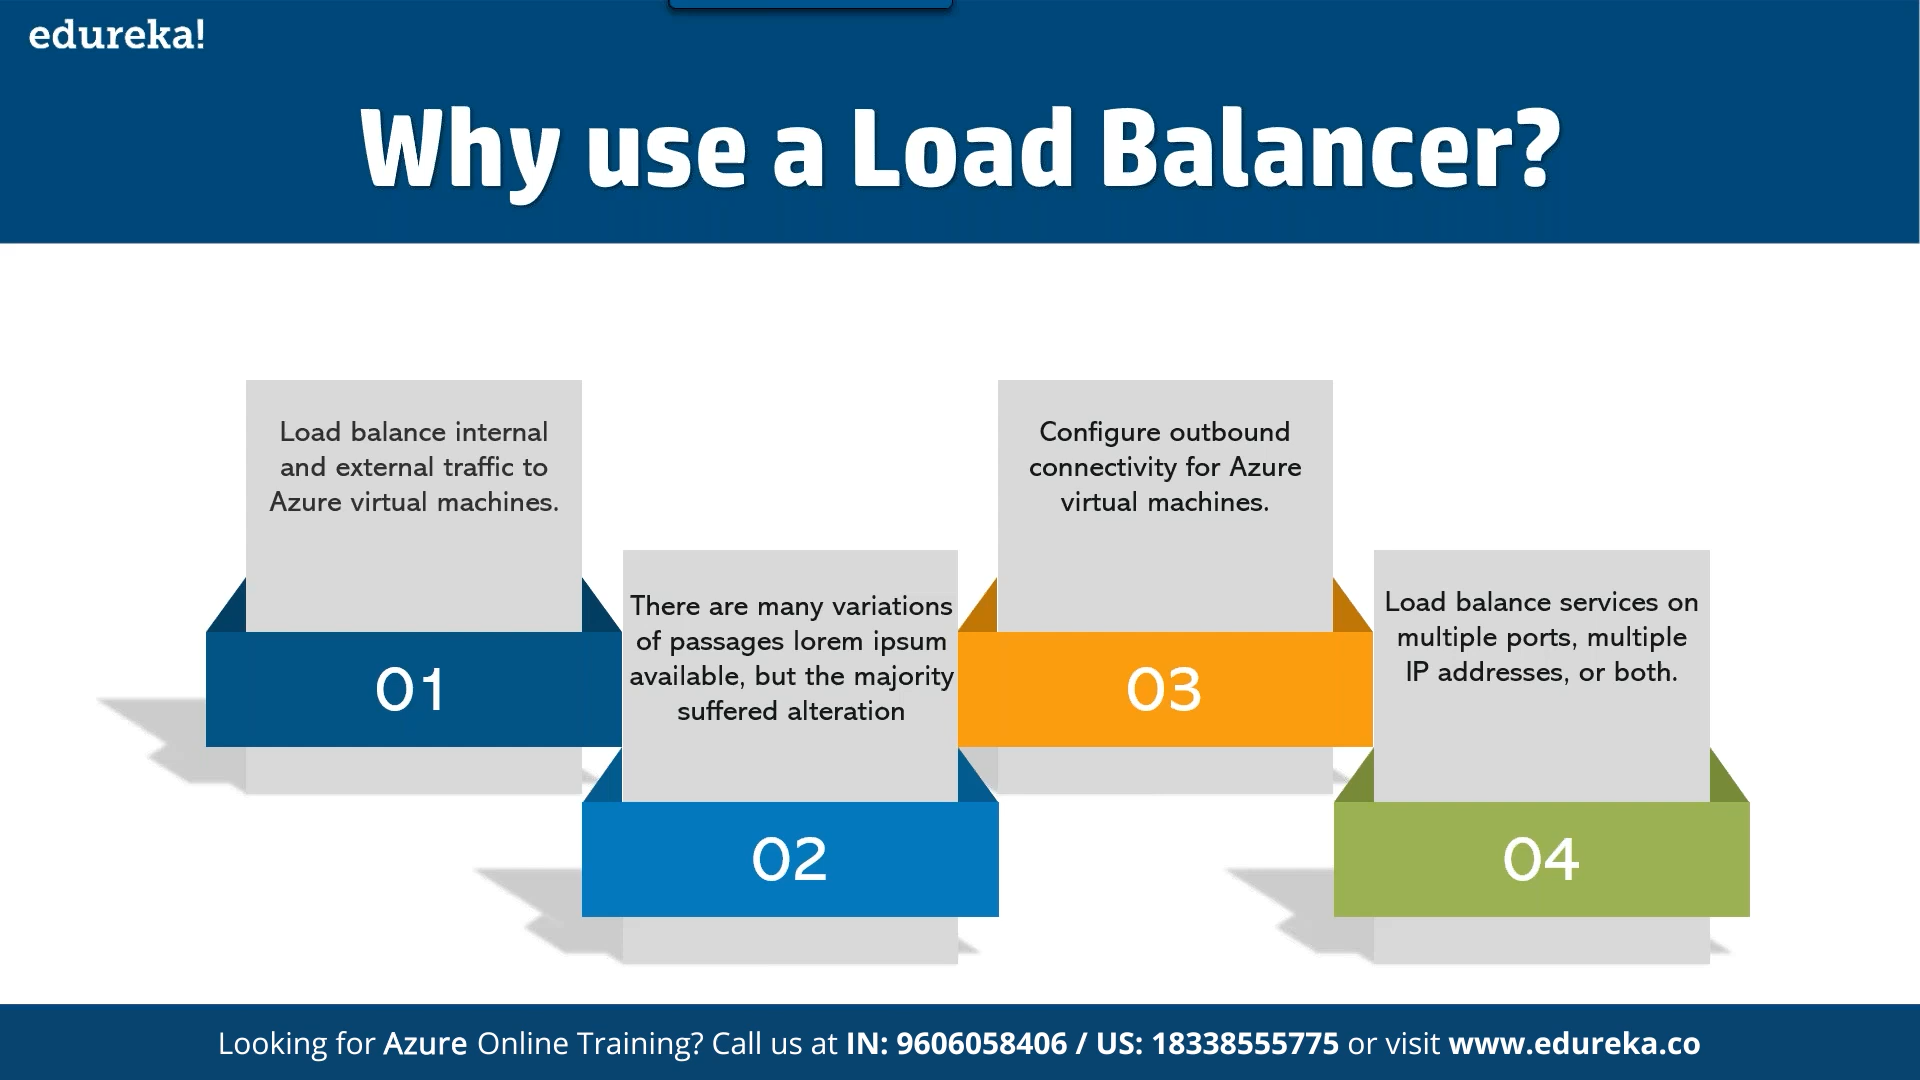 edureka!
Why use a Load Balancer?
Load balance internal
and external traffic to
Azure virtual machines.
01
There are many variations
of passages lorem ipsum
available, but the majority
suffered alteration
02
Configure outbound
connectivity for Azure
virtual machines.
03
Load balance services on
multiple ports, multiple
IP addresses, or both.
04
Looking for Azure Online Training? Call us at IN: 9606058406 / US: 18338555775 or visit www.edureka.co